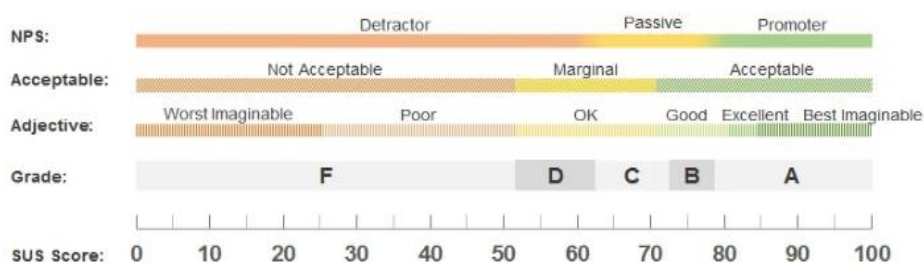 NPS: Detractor Passive Promoter
Acceptable: Not Acceptable Marginal Acceptable
Adjective: Worst Imaginable Poor OK Good Excellent Best Imaginable
Grade: F D C B A
SUS Score: 0 10 20 30 40 50 60 70 80 90 100